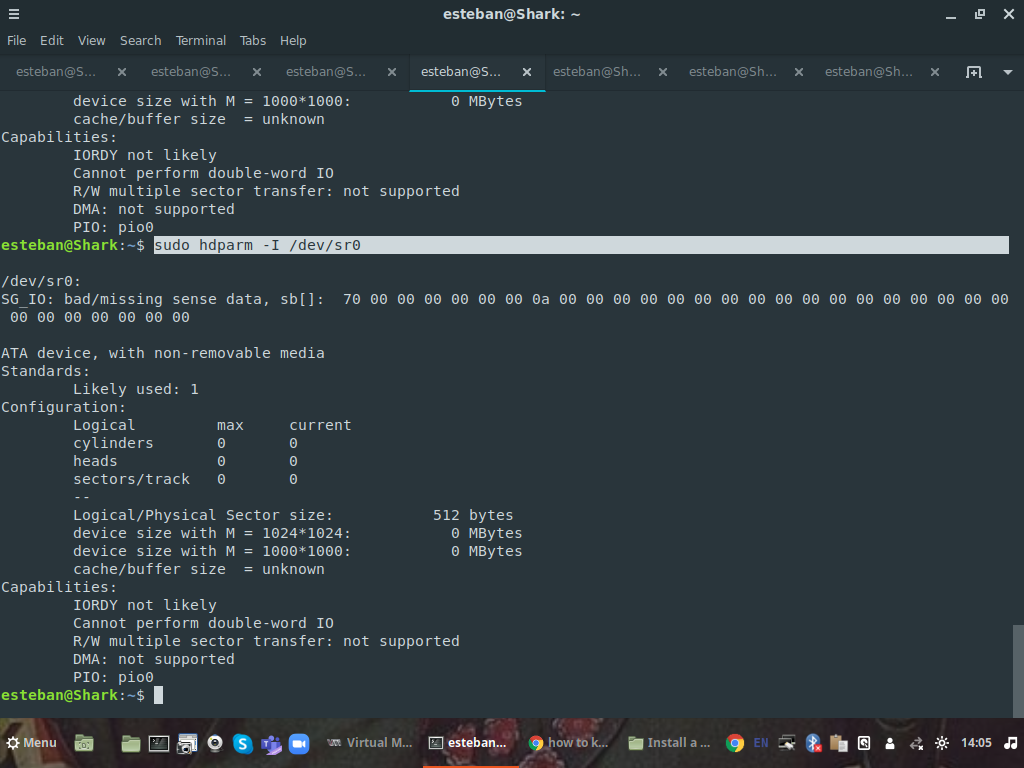 esteban@Shark: ~
File Edit View Search Terminal Tabs Help
esteban@S... esteban@S... esteban@S... esteban@S... esteban@Sh... esteban@Sh... esteban@Sh...
device size with M = 1000*1000: 0 MBytes
cache/buffer size = unknown
Capabilities:
IORDY not likely
Cannot perform double-word IO
R/W multiple sector transfer: not supported
DMA: not supported
PIO: pio0
esteban@Shark:~$ sudo hdparm -I /dev/sr0
/dev/sr0:
SG_IO: bad/missing sense data, sb[]: 70 00 00 00 00 00 00 0a 00 00 00 00 00 00 00 00 00 00 00 00 00 00 00 00 00
00 00 00 00 00 00 00
ATA device, with non-removable media
Standards:
Likely used: 1
Configuration:
Logical max current
cylinders 0 0
heads 0 0
sectors/track 0 0
--
Logical/Physical Sector size: 512 bytes
device size with M = 1024*1024: 0 MBytes
device size with M = 1000*1000: 0 MBytes
cache/buffer size = unknown
Capabilities:
IORDY not likely
Cannot perform double-word IO
R/W multiple sector transfer: not supported
DMA: not supported
PIO: pio0
esteban@Shark:~$
Menu Virtual M... esteban... how to k... Install a ... EN 14:05